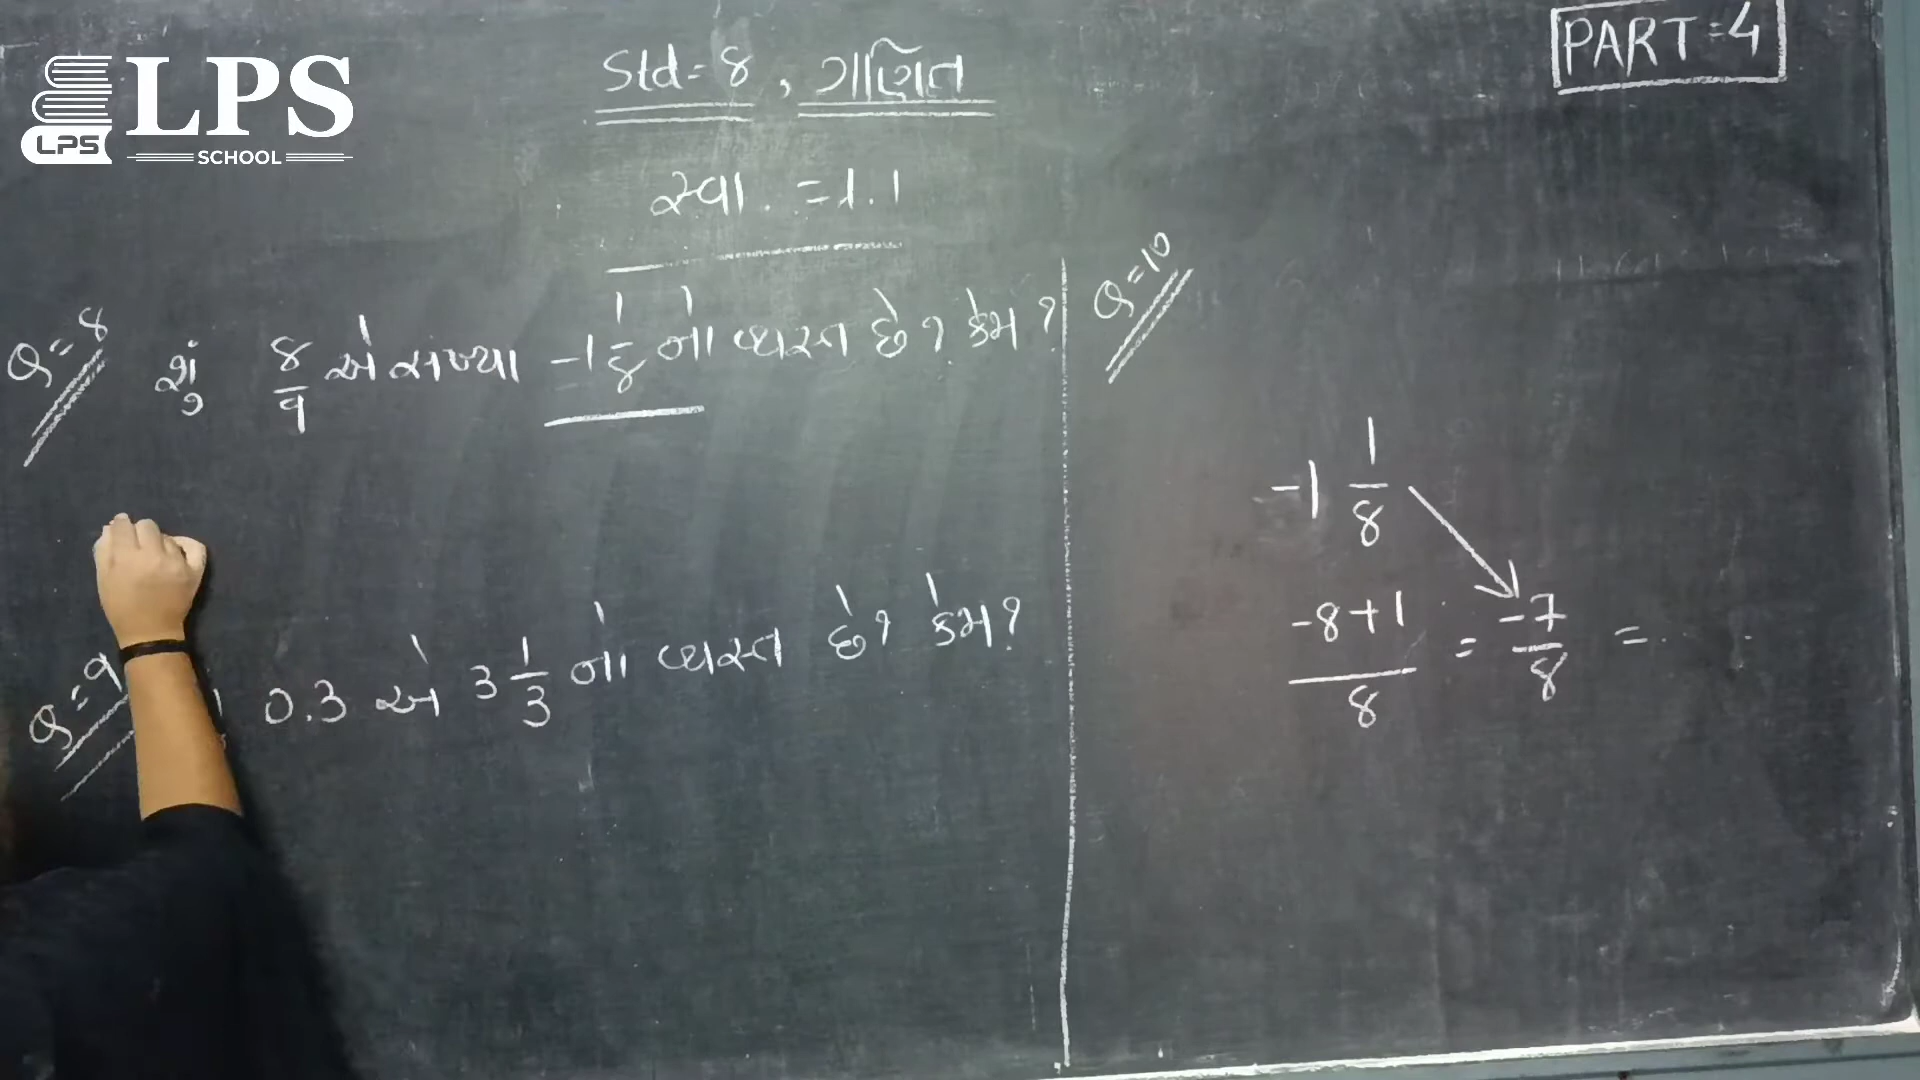 LPS
LPS
SCHOOL
Std=8, ગણિત
PART=4
સ્વા. =1.1
Q=8 શું 8/9 એ સંખ્યા -1 1/8 નો વ્યસ્ત છે? કેમ?
Q=9 0.3 એ 3 1/3 નો વ્યસ્ત છે? કેમ?
Q=10
-1 1/8
-8+1/8 = -7/8 =